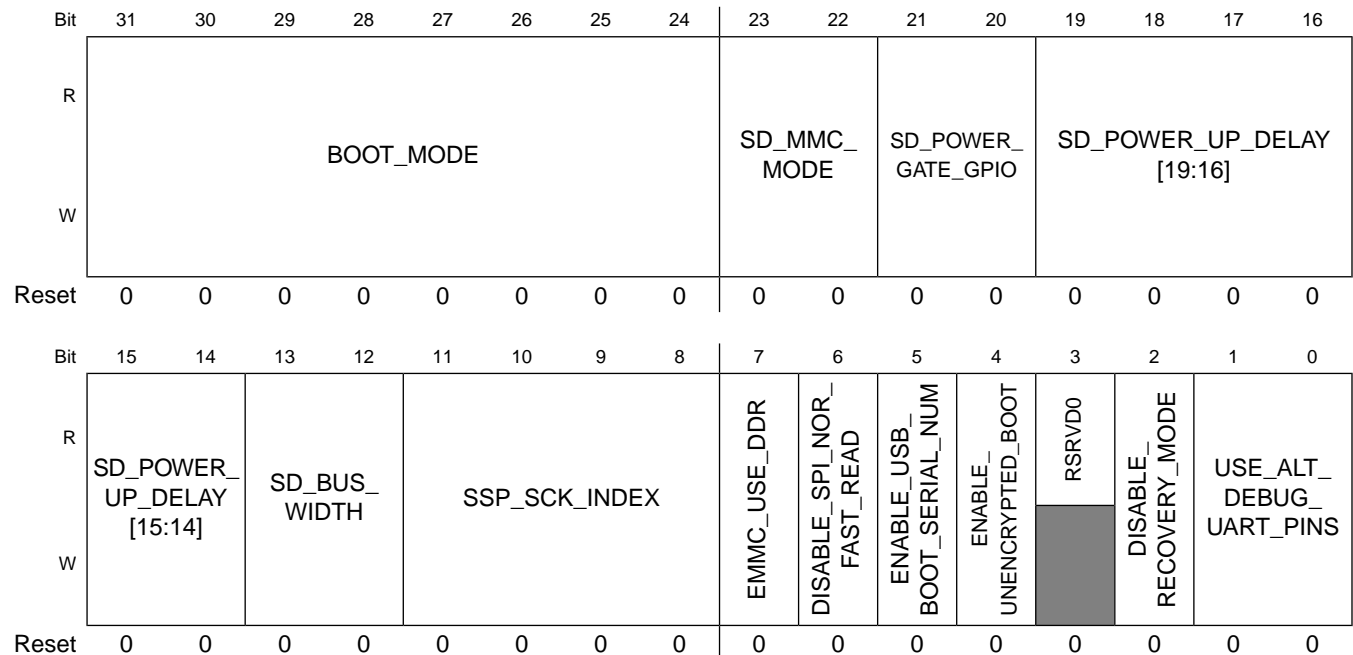 Bit 31 30 29 28 27 26 25 24 23 22 21 20 19 18 17 16
R
BOOT_MODE
SD_MMC_
MODE
SD_POWER_
GATE_GPIO
SD_POWER_UP_DELAY
[19:16]
W
Reset 0 0 0 0 0 0 0 0 0 0 0 0 0 0 0 0
Bit 15 14 13 12 11 10 9 8 7 6 5 4 3 2 1 0
R
SD_POWER_
UP_DELAY
[15:14]
SD_BUS_
WIDTH
SSP_SCK_INDEX
EMMC_USE_DDR
DISABLE_SPI_NOR_
FAST_READ
ENABLE_USB_
BOOT_SERIAL_NUM
ENABLE_
UNENCRYPTED_BOOT
RSRVD0
DISABLE_
RECOVERY_MODE
USE_ALT_
DEBUG_
UART_PINS
W
Reset 0 0 0 0 0 0 0 0 0 0 0 0 0 0 0 0